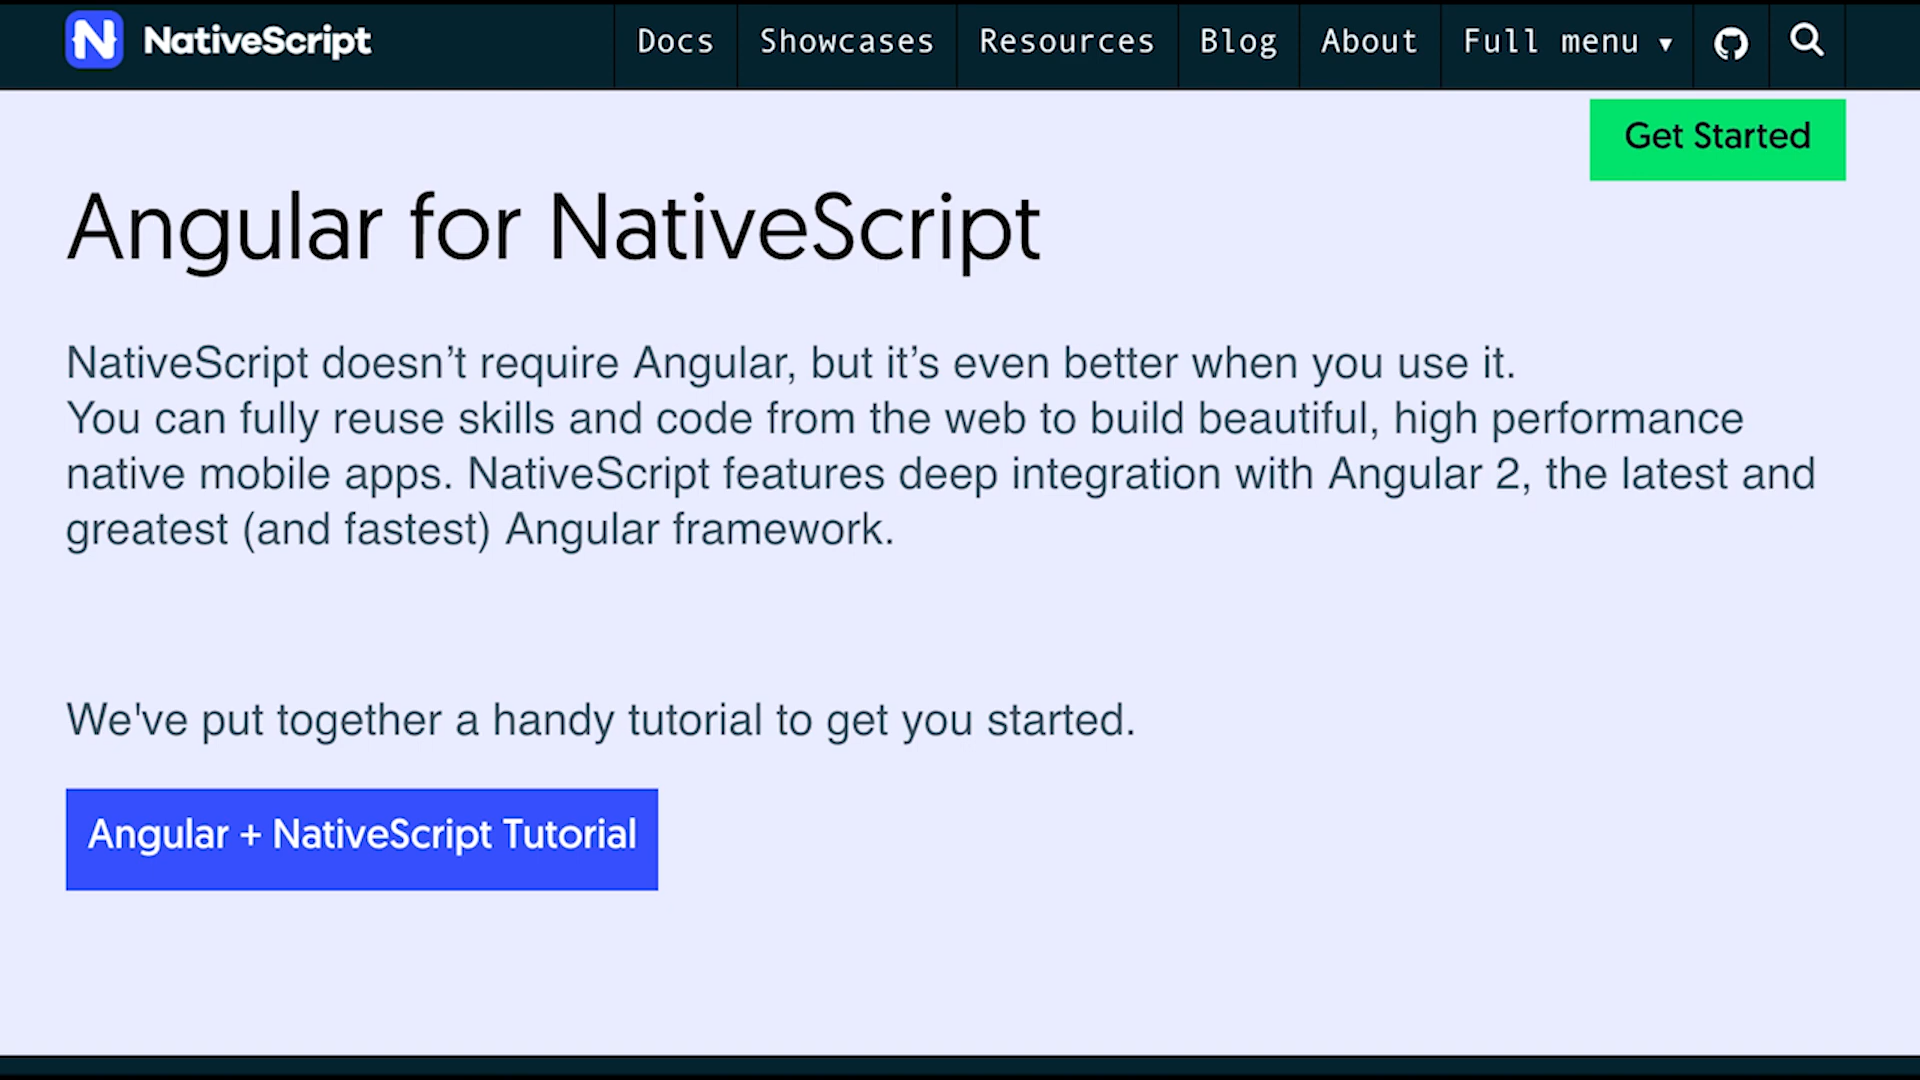 NativeScript
Docs Showcases Resources Blog About Full menu ▼
Get Started
Angular for NativeScript
NativeScript doesn’t require Angular, but it’s even better when you use it.
You can fully reuse skills and code from the web to build beautiful, high performance
native mobile apps. NativeScript features deep integration with Angular 2, the latest and
greatest (and fastest) Angular framework.
We've put together a handy tutorial to get you started.
Angular + NativeScript Tutorial